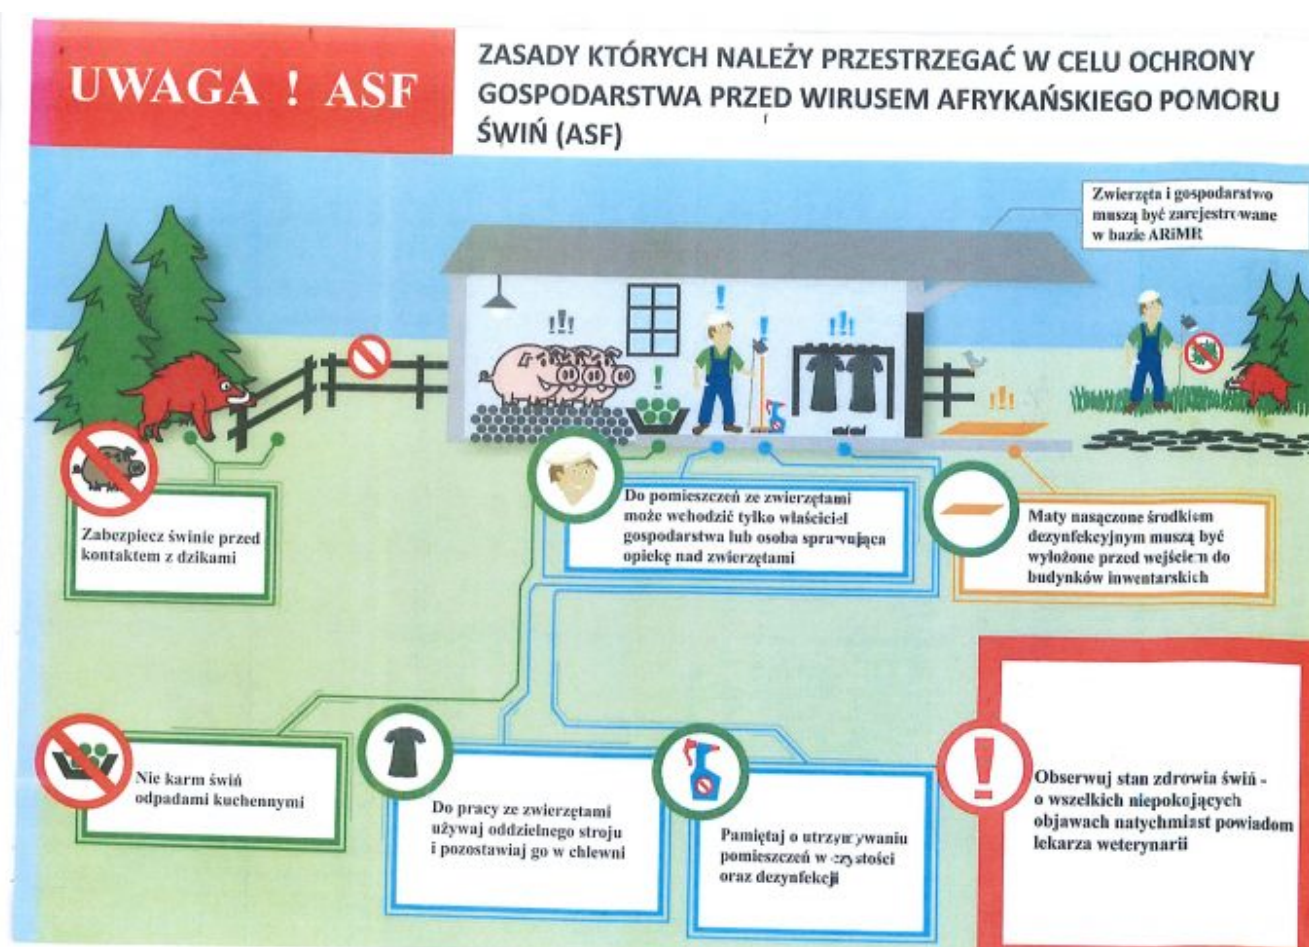 UWAGA ! ASF
ZASADY KTÓRYCH NALEŻY PRZESTRZEGAĆ W CELU OCHRONY
GOSPODARSTWA PRZED WIRUSEM AFRYKAŃSKIEGO POMORU
ŚWIŃ (ASF)
Zwierzęta i gospodarstwo
muszą być zarejestrowane
w bazie ARiMR
Zabezpiecz świnie przed
kontaktem z dzikami
Do pomieszczeń ze zwierzętami
może wchodzić tylko właściciel
gospodarstwa lub osoba sprawująca
opiekę nad zwierzętami
Maty nasączone środkiem
dezynfekcyjnym muszą być
wyłożone przed wejściem do
budynków inwentarskich
Nie karm świń
odpadami kuchennymi
Do pracy ze zwierzętami
używaj oddzielnego stroju
i pozostawiaj go w chlewni
Pamiętaj o utrzymywaniu
pomieszczeń w czystości
oraz dezynfekcji
Obserwuj stan zdrowia świń -
o wszelkich niepokojących
objawach natychmiast powiadom
lekarza weterynarii